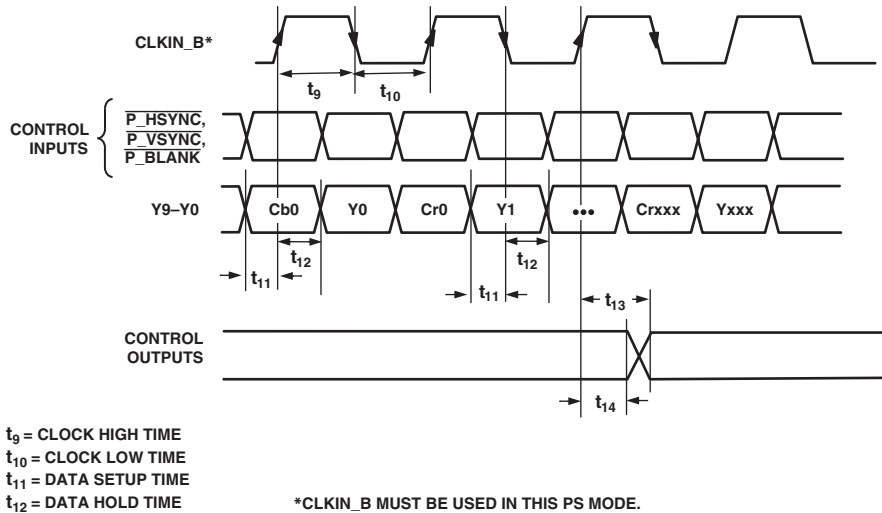 CLKIN_B*
t9
t10
CONTROL
INPUTS
P_HSYNC,
P_VSYNC,
P_BLANK
Y9–Y0
Cb0 Y0 Cr0 Y1 ••• Crxxx Yxxx
t11
t12
t11
t12
t13
CONTROL
OUTPUTS
t14
t9 = CLOCK HIGH TIME
t10 = CLOCK LOW TIME
t11 = DATA SETUP TIME
t12 = DATA HOLD TIME
*CLKIN_B MUST BE USED IN THIS PS MODE.